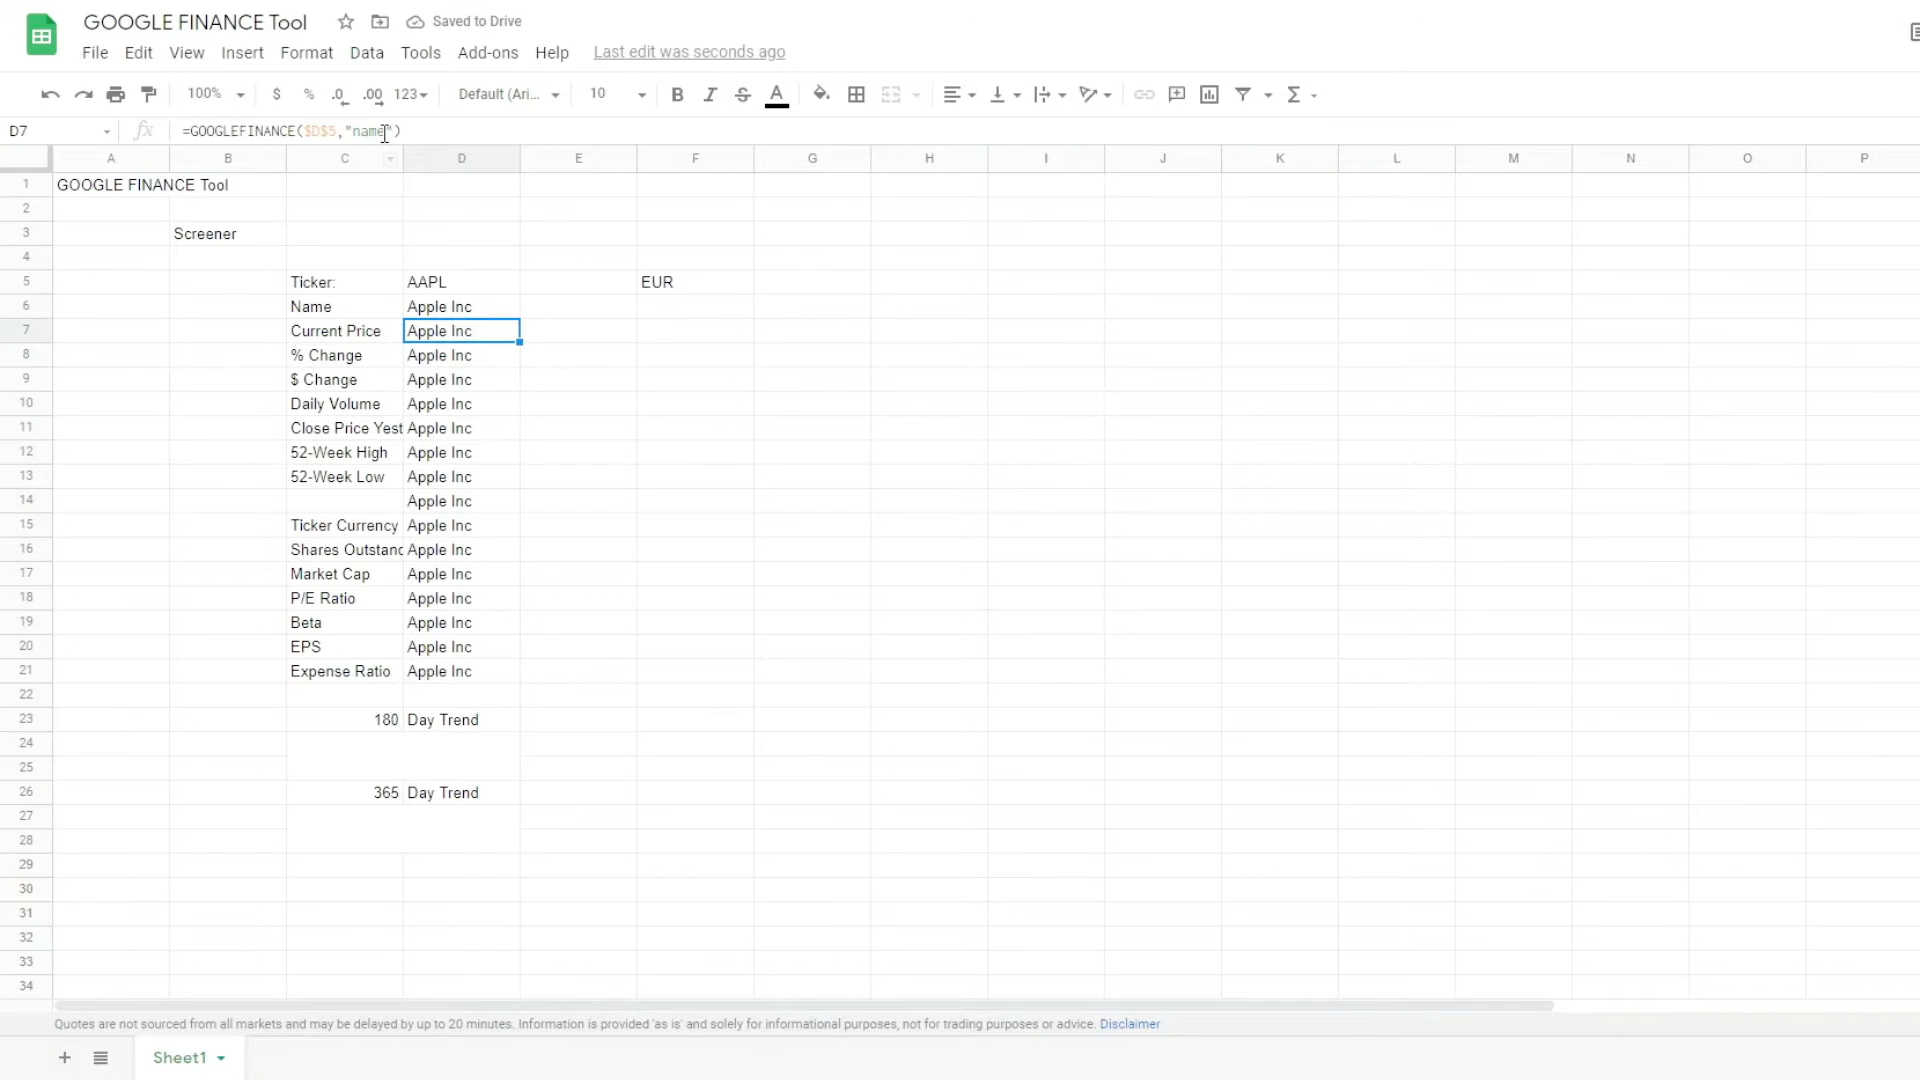 GOOGLE FINANCE Tool Saved to Drive
File Edit View Insert Format Data Tools Add-ons Help Last edit was seconds ago
100% $ % .0 .00 123 Default (Ari... 10 B I S A Σ
D7 fx =GOOGLEFINANCE($D$5,"name")
A B C D E F G H I J K L M N O P
1 GOOGLE FINANCE Tool
2
3 Screener
4
5 Ticker: AAPL EUR
6 Name Apple Inc
7 Current Price Apple Inc
8 % Change Apple Inc
9 $ Change Apple Inc
10 Daily Volume Apple Inc
11 Close Price Yest Apple Inc
12 52-Week High Apple Inc
13 52-Week Low Apple Inc
14 Apple Inc
15 Ticker Currency Apple Inc
16 Shares Outstanc Apple Inc
17 Market Cap Apple Inc
18 P/E Ratio Apple Inc
19 Beta Apple Inc
20 EPS Apple Inc
21 Expense Ratio Apple Inc
22
23 180 Day Trend
24
25
26 365 Day Trend
27
28
29
30
31
32
33
34
Quotes are not sourced from all markets and may be delayed by up to 20 minutes. Information is provided 'as is' and solely for informational purposes, not for trading purposes or advice. Disclaimer
Sheet1